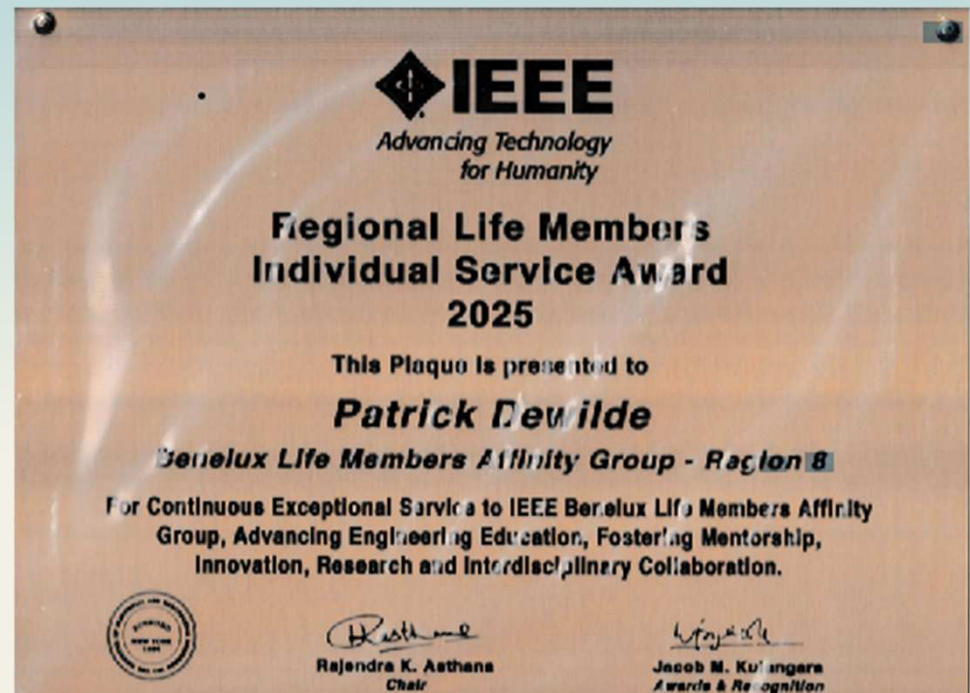 IEEE
Advancing Technology
for Humanity
Regional Life Members
Individual Service Award
2025
This Plaque is presented to
Patrick Dewilde
Benelux Life Members Affinity Group - Region 8
For Continuous Exceptional Service to IEEE Benelux Life Members Affinity
Group, Advancing Engineering Education, Fostering Mentorship,
Innovation, Research and Interdisciplinary Collaboration.
Rajendra K. Asthana
Chair
Jacob M. Kulangara
Awards & Recognition